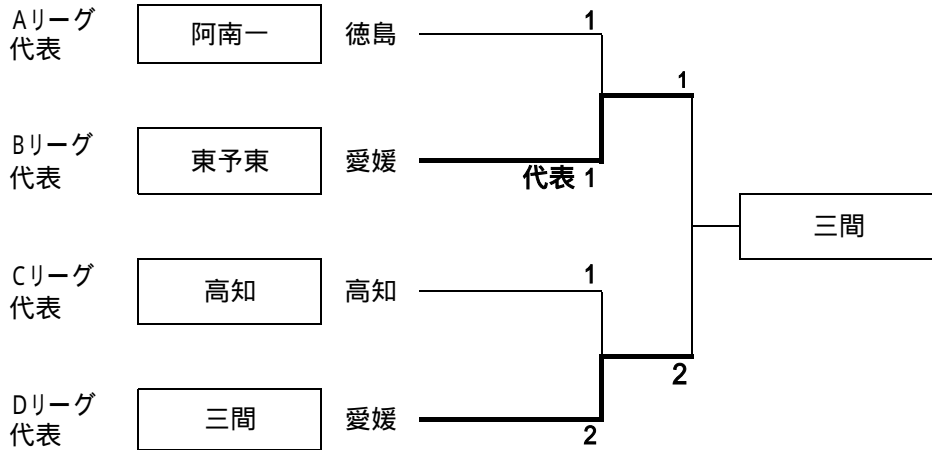 Aリーグ
代表
阿南一
徳島
1
1
Bリーグ
代表
東予東
愛媛
代表 1
三間
Cリーグ
代表
高知
高知
1
2
Dリーグ
代表
三間
愛媛
2